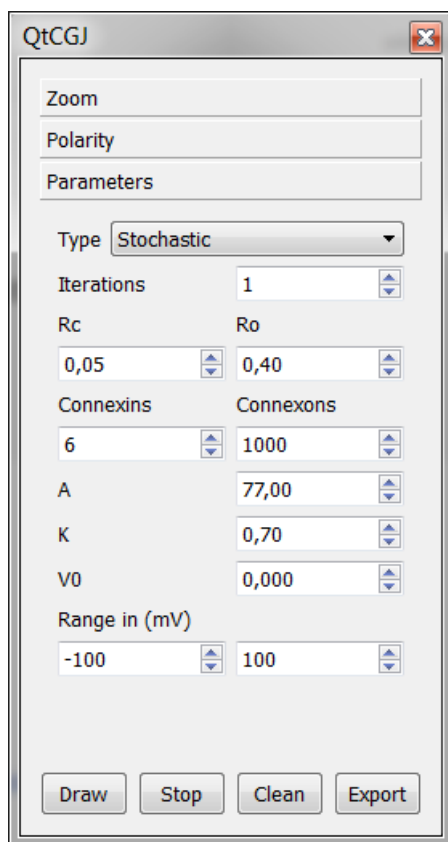 QtCGJ
Zoom
Polarity
Parameters
Type Stochastic
Iterations 1
Rc Ro
0,05 0,40
Connexins Connexons
6 1000
A 77,00
K 0,70
V0 0,000
Range in (mV)
-100 100
Draw Stop Clean Export